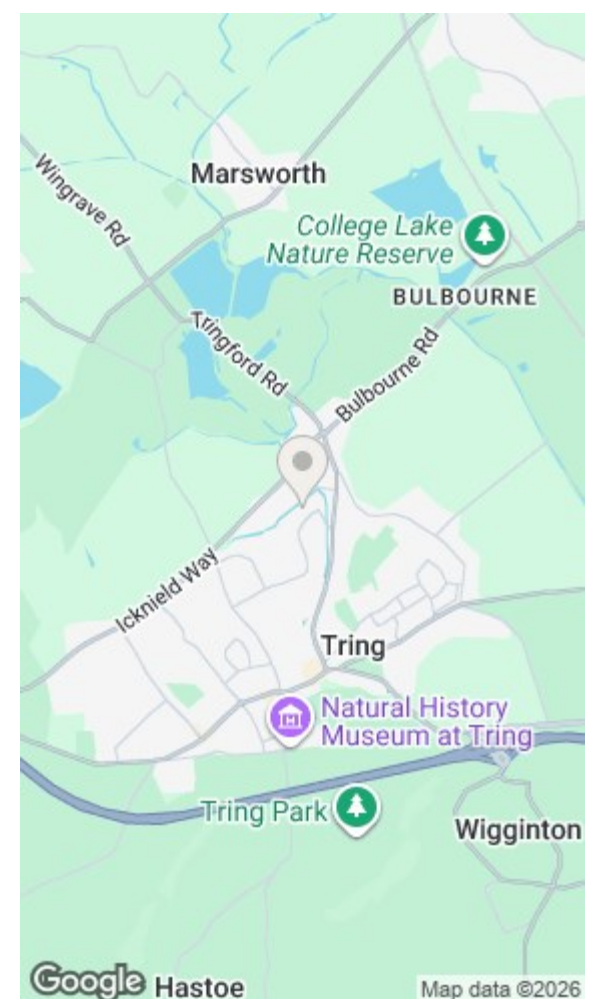 Marsworth
Wingrave Rd
College Lake
Nature Reserve
BULBOURNE
Tringford Rd
Bulbourne Rd
Icknield Way
Tring
Natural History
Museum at Tring
Tring Park
Wigginton
Google
Hastoe
Map data ©2026